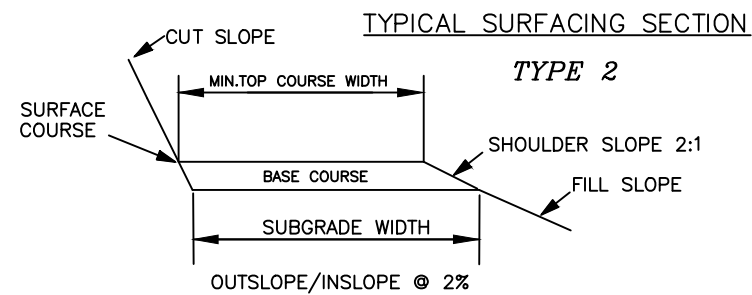 TYPICAL SURFACING SECTION
TYPE 2
CUT SLOPE
MIN.TOP COURSE WIDTH
SURFACE
COURSE
SHOULDER SLOPE 2:1
BASE COURSE
FILL SLOPE
SUBGRADE WIDTH
OUTSLOPE/INSLOPE @ 2%